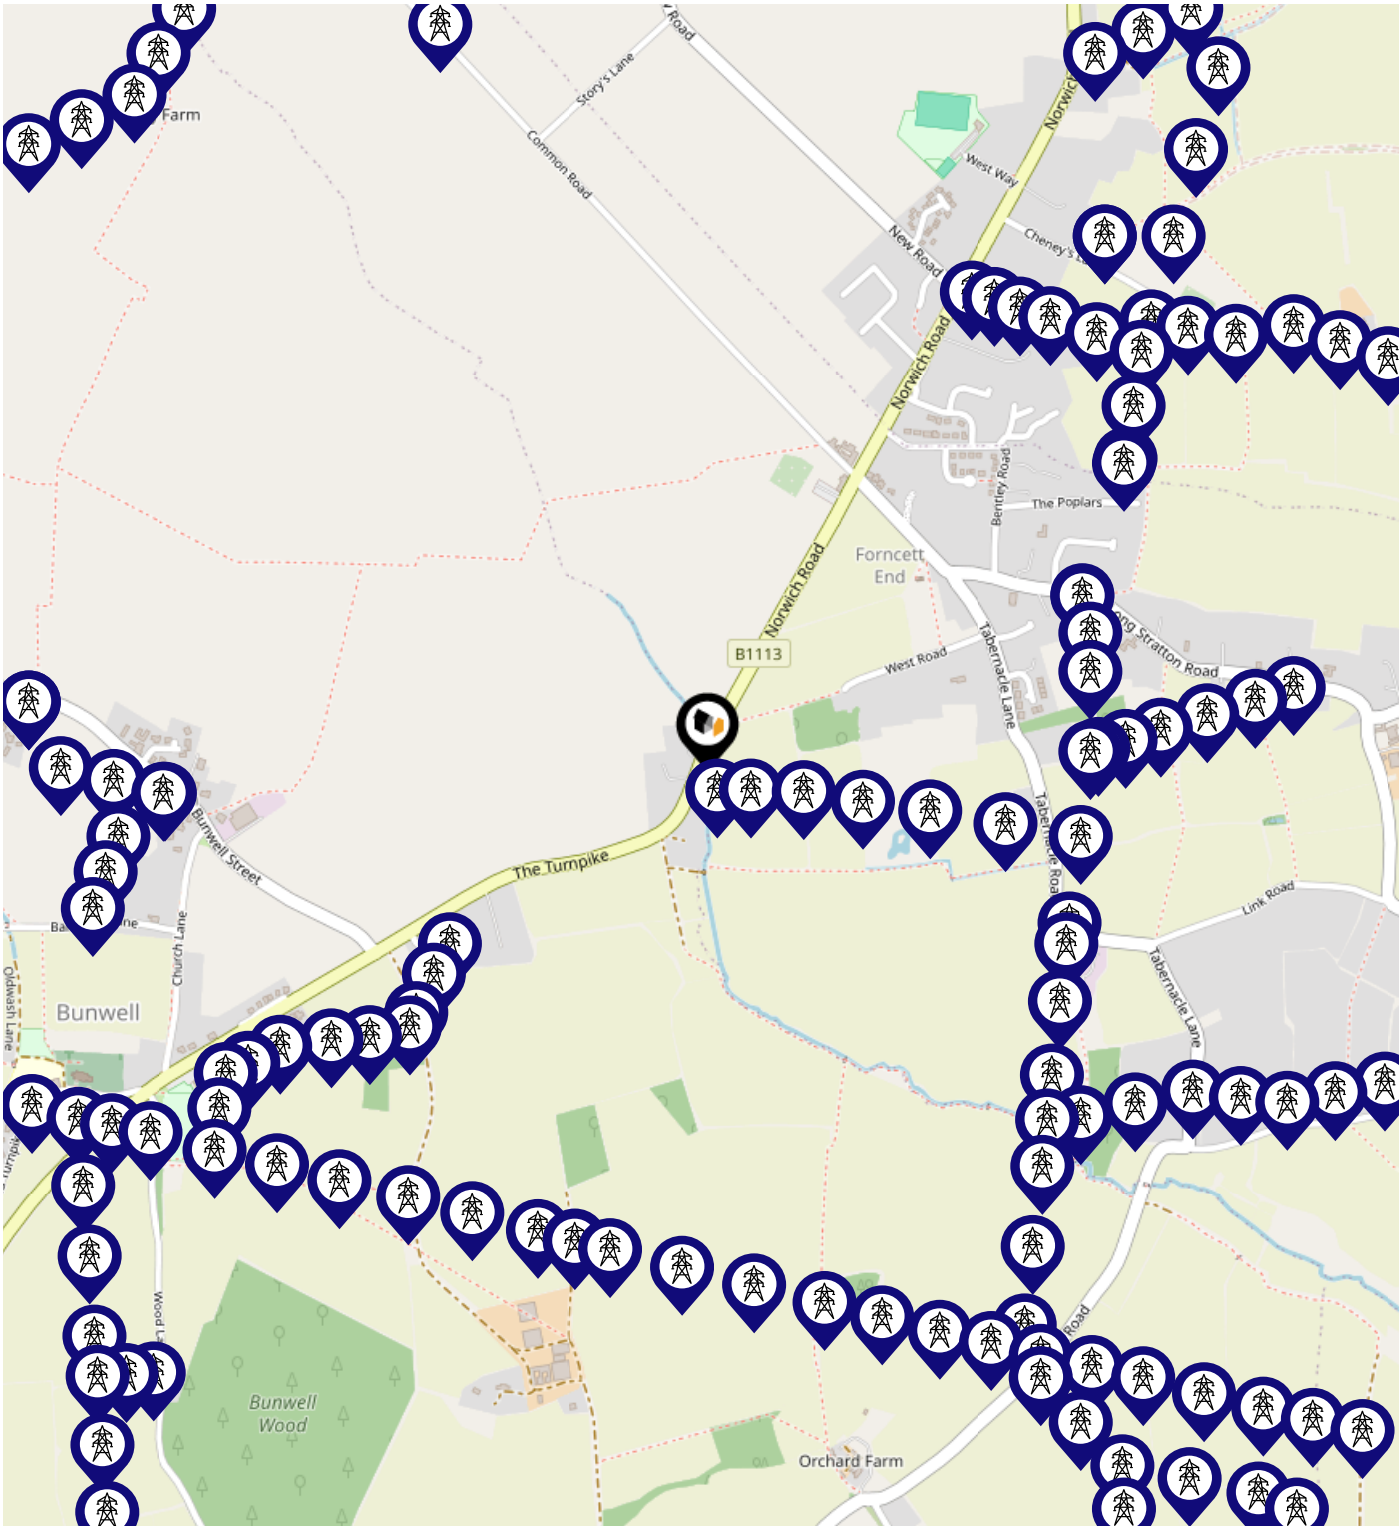 Road
Norwich
Story's Lane
Farm
Common Road
West Way
New Road
Cheney's L
Norwich Road
Bentley Road
The Poplars
Forncett
End
Norwich Road
Tabernacle Lane
ong Stratton Road
West Road
B1113
Bunwell Street
The Turnpike
Church Lane
Oldwash Lane
Bunwell
Link Road
Tabernacle Lane
Road
Bunwell
Wood
Orchard Farm